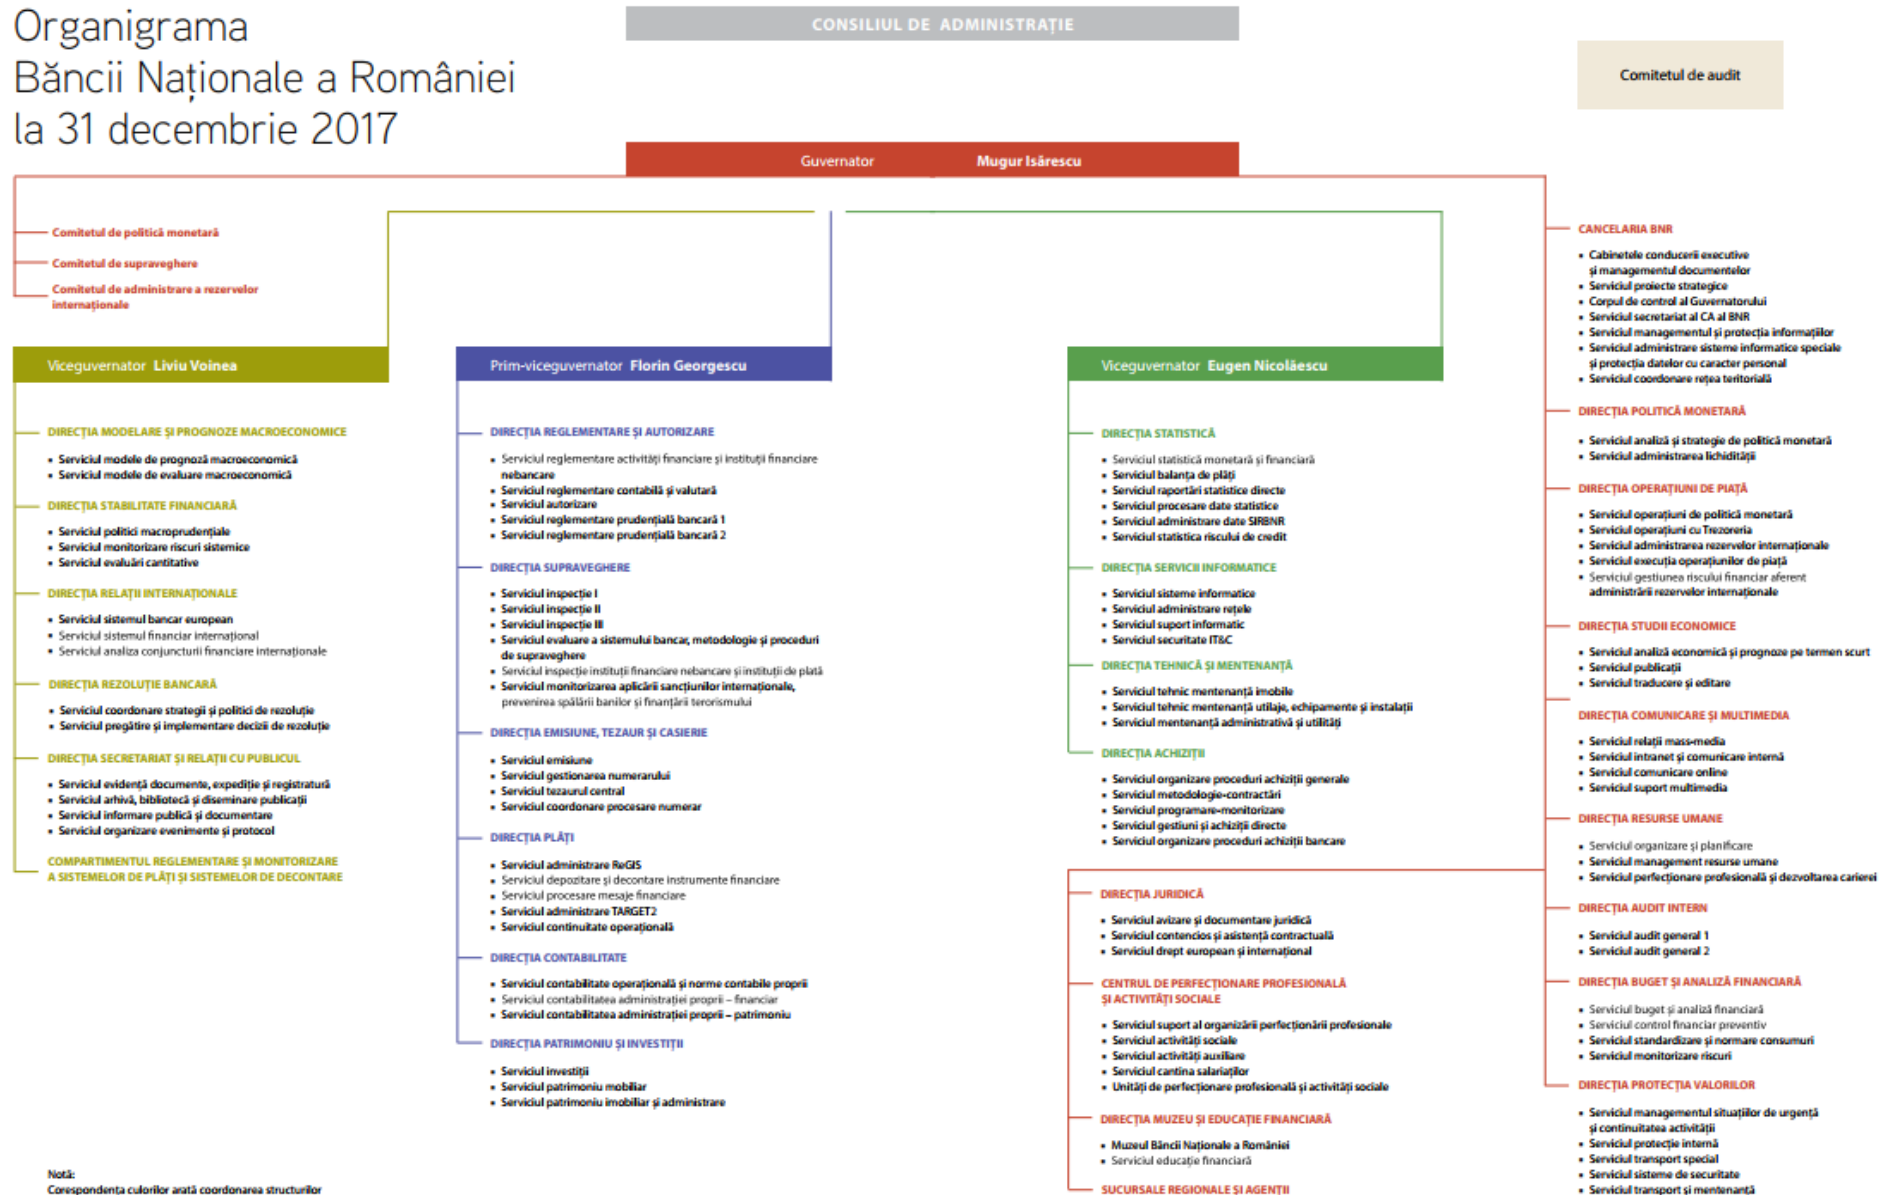 Organigrama
Băncii Naționale a României
la 31 decembrie 2017
CONSILIUL DE ADMINISTRAȚIE
Comitetul de audit
Guvernator Mugur Isărescu
Comitetul de politică monetară
Comitetul de supraveghere
Comitetul de administrare a rezervelor
internaționale
Viceguvernator Liviu Voinea
DIRECȚIA MODELARE ȘI PROGNOZE MACROECONOMICE
▪ Serviciul modele de prognoză macroeconomică
▪ Serviciul modele de evaluare macroeconomică
DIRECȚIA STABILITATE FINANCIARĂ
▪ Serviciul politici macroprudențiale
▪ Serviciul monitorizare riscuri sistemice
▪ Serviciul evaluări cantitative
DIRECȚIA RELAȚII INTERNAȚIONALE
▪ Serviciul sistemul bancar european
▪ Serviciul sistemul financiar internațional
▪ Serviciul analiza conjuncturii financiare internaționale
DIRECȚIA REZOLUȚIE BANCARĂ
▪ Serviciul coordonare strategii și politici de rezoluție
▪ Serviciul pregătire și implementare decizii de rezoluție
DIRECȚIA SECRETARIAT ȘI RELAȚII CU PUBLICUL
▪ Serviciul evidență documente, expediție și registratură
▪ Serviciul arhivă, bibliotecă și diseminare publicații
▪ Serviciul informare publică și documentare
▪ Serviciul organizare evenimente și protocol
COMPARTIMENTUL REGLEMENTARE ȘI MONITORIZARE
A SISTEMELOR DE PLĂȚI ȘI SISTEMELOR DE DECONTARE
Notă:
Corespondența culorilor arată coordonarea structurilor
Prim-viceguvernator Florin Georgescu
DIRECȚIA REGLEMENTARE ȘI AUTORIZARE
▪ Serviciul reglementare activități financiare și instituții financiare
nebancare
▪ Serviciul reglementare contabilă și valutară
▪ Serviciul autorizare
▪ Serviciul reglementare prudențială bancară 1
▪ Serviciul reglementare prudențială bancară 2
DIRECȚIA SUPRAVEGHERE
▪ Serviciul inspecție I
▪ Serviciul inspecție II
▪ Serviciul inspecție III
▪ Serviciul evaluare a sistemului bancar, metodologie și proceduri
de supraveghere
▪ Serviciul inspecție instituții financiare nebancare și instituții de plată
▪ Serviciul monitorizarea aplicării sancțiunilor internaționale,
prevenirea spălării banilor și finanțării terorismului
DIRECȚIA EMISIUNE, TEZAUR ȘI CASIERIE
▪ Serviciul emisiune
▪ Serviciul gestionarea numerarului
▪ Serviciul tezaurul central
▪ Serviciul coordonare procesare numerar
DIRECȚIA PLĂȚI
▪ Serviciul administrare ReGIS
▪ Serviciul depozitare și decontare instrumente financiare
▪ Serviciul procesare mesaje financiare
▪ Serviciul administrare TARGET2
▪ Serviciul continuitate operațională
DIRECȚIA CONTABILITATE
▪ Serviciul contabilitate operațională și norme contabile proprii
▪ Serviciul contabilitatea administrației proprii – financiar
▪ Serviciul contabilitatea administrației proprii – patrimoniu
DIRECȚIA PATRIMONIU ȘI INVESTIȚII
▪ Serviciul investiții
▪ Serviciul patrimoniu mobiliar
▪ Serviciul patrimoniu imobiliar și administrare
Viceguvernator Eugen Nicolăescu
DIRECȚIA STATISTICĂ
▪ Serviciul statistică monetară și financiară
▪ Serviciul balanța de plăți
▪ Serviciul raportări statistice directe
▪ Serviciul procesare date statistice
▪ Serviciul administrare date SIRBNR
▪ Serviciul statistica riscului de credit
DIRECȚIA SERVICII INFORMATICE
▪ Serviciul sisteme informatice
▪ Serviciul administrare rețele
▪ Serviciul suport informatic
▪ Serviciul securitate IT&C
DIRECȚIA TEHNICĂ ȘI MENTENANȚĂ
▪ Serviciul tehnic mentenanță imobile
▪ Serviciul tehnic mentenanță utilaje, echipamente și instalații
▪ Serviciul mentenanță administrativă și utilități
DIRECȚIA ACHIZIȚII
▪ Serviciul organizare proceduri achiziții generale
▪ Serviciul metodologie-contractări
▪ Serviciul programare-monitorizare
▪ Serviciul gestiuni și achiziții directe
▪ Serviciul organizare proceduri achiziții bancare
DIRECȚIA JURIDICĂ
▪ Serviciul avizare și documentare juridică
▪ Serviciul contencios și asistență contractuală
▪ Serviciul drept european și internațional
CENTRUL DE PERFECȚIONARE PROFESIONALĂ
ȘI ACTIVITĂȚI SOCIALE
▪ Serviciul suport al organizării perfecționării profesionale
▪ Serviciul activități sociale
▪ Serviciul activități auxiliare
▪ Serviciul cantina salariaților
▪ Unități de perfecționare profesională și activități sociale
DIRECȚIA MUZEU ȘI EDUCAȚIE FINANCIARĂ
▪ Muzeul Băncii Naționale a României
▪ Serviciul educație financiară
SUCURSALE REGIONALE ȘI AGENȚII
CANCELARIA BNR
▪ Cabinetele conducerii executive
și managementul documentelor
▪ Serviciul proiecte strategice
▪ Corpul de control al Guvernatorului
▪ Serviciul secretariat al CA al BNR
▪ Serviciul managementul și protecția informațiilor
▪ Serviciul administrare sisteme informatice speciale
și protecția datelor cu caracter personal
▪ Serviciul coordonare rețea teritorială
DIRECȚIA POLITICĂ MONETARĂ
▪ Serviciul analiză și strategie de politică monetară
▪ Serviciul administrarea lichidității
DIRECȚIA OPERAȚIUNI DE PIAȚĂ
▪ Serviciul operațiuni de politică monetară
▪ Serviciul operațiuni cu Trezoreria
▪ Serviciul administrarea rezervelor internaționale
▪ Serviciul execuția operațiunilor de piață
▪ Serviciul gestiunea riscului financiar aferent
administrării rezervelor internaționale
DIRECȚIA STUDII ECONOMICE
▪ Serviciul analiză economică și prognoze pe termen scurt
▪ Serviciul publicații
▪ Serviciul traducere și editare
DIRECȚIA COMUNICARE ȘI MULTIMEDIA
▪ Serviciul relații mass-media
▪ Serviciul intranet și comunicare internă
▪ Serviciul comunicare online
▪ Serviciul suport multimedia
DIRECȚIA RESURSE UMANE
▪ Serviciul organizare și planificare
▪ Serviciul management resurse umane
▪ Serviciul perfecționare profesională și dezvoltarea carierei
DIRECȚIA AUDIT INTERN
▪ Serviciul audit general 1
▪ Serviciul audit general 2
DIRECȚIA BUGET ȘI ANALIZĂ FINANCIARĂ
▪ Serviciul buget și analiză financiară
▪ Serviciul control financiar preventiv
▪ Serviciul standardizare și normare consumuri
▪ Serviciul monitorizare riscuri
DIRECȚIA PROTECȚIA VALORILOR
▪ Serviciul managementul situațiilor de urgență
și continuitatea activității
▪ Serviciul protecție internă
▪ Serviciul transport special
▪ Serviciul sisteme de securitate
▪ Serviciul transport și mentenanță